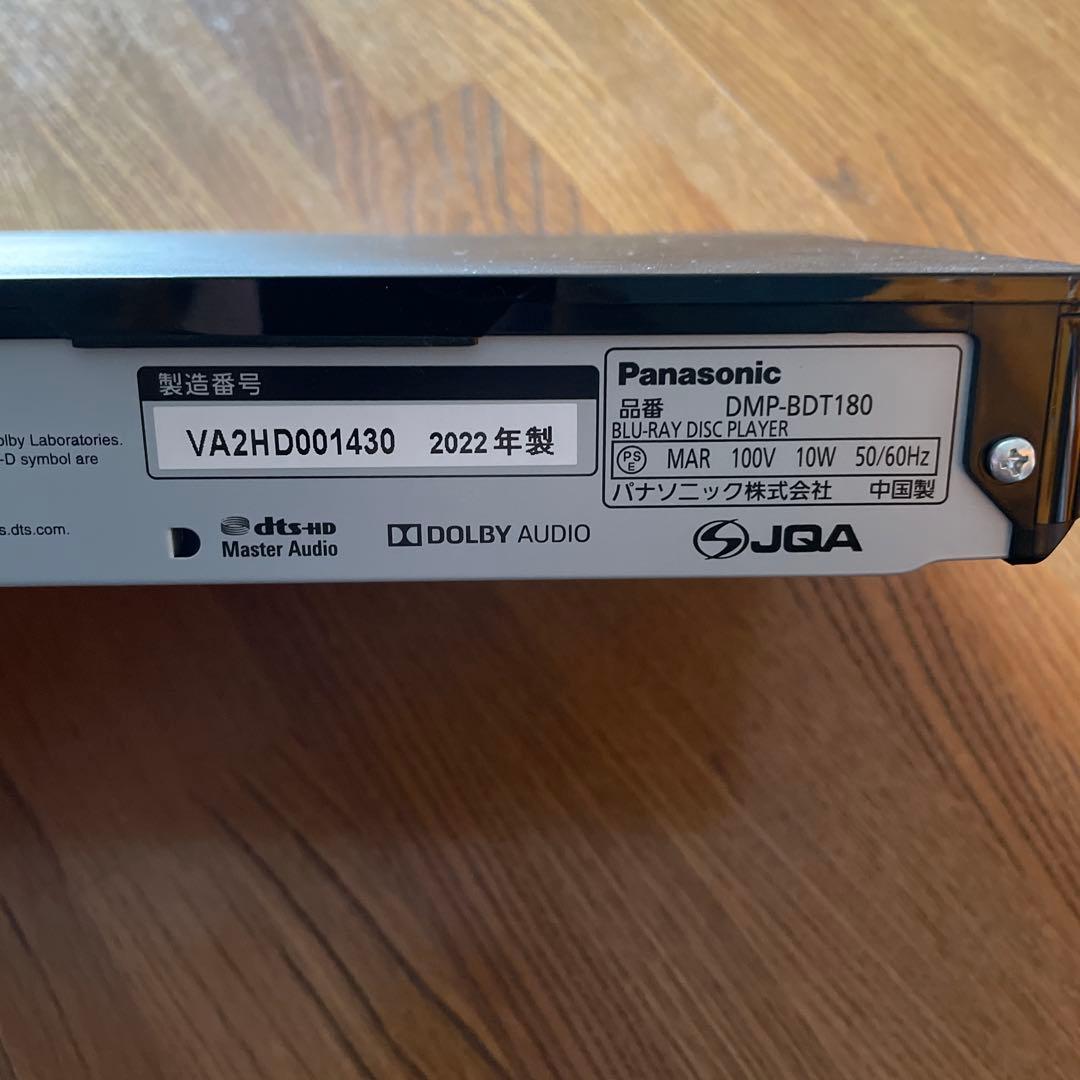 olby Laboratories.
-D symbol are
s.dts.com.
製造番号
VA2HD001430 2022年製
dts-HD
Master Audio
DOLBY AUDIO
Panasonic
品番 DMP-BDT180
BLU-RAY DISC PLAYER
PSE MAR 100V 10W 50/60Hz
パナソニック株式会社 中国製
JQA